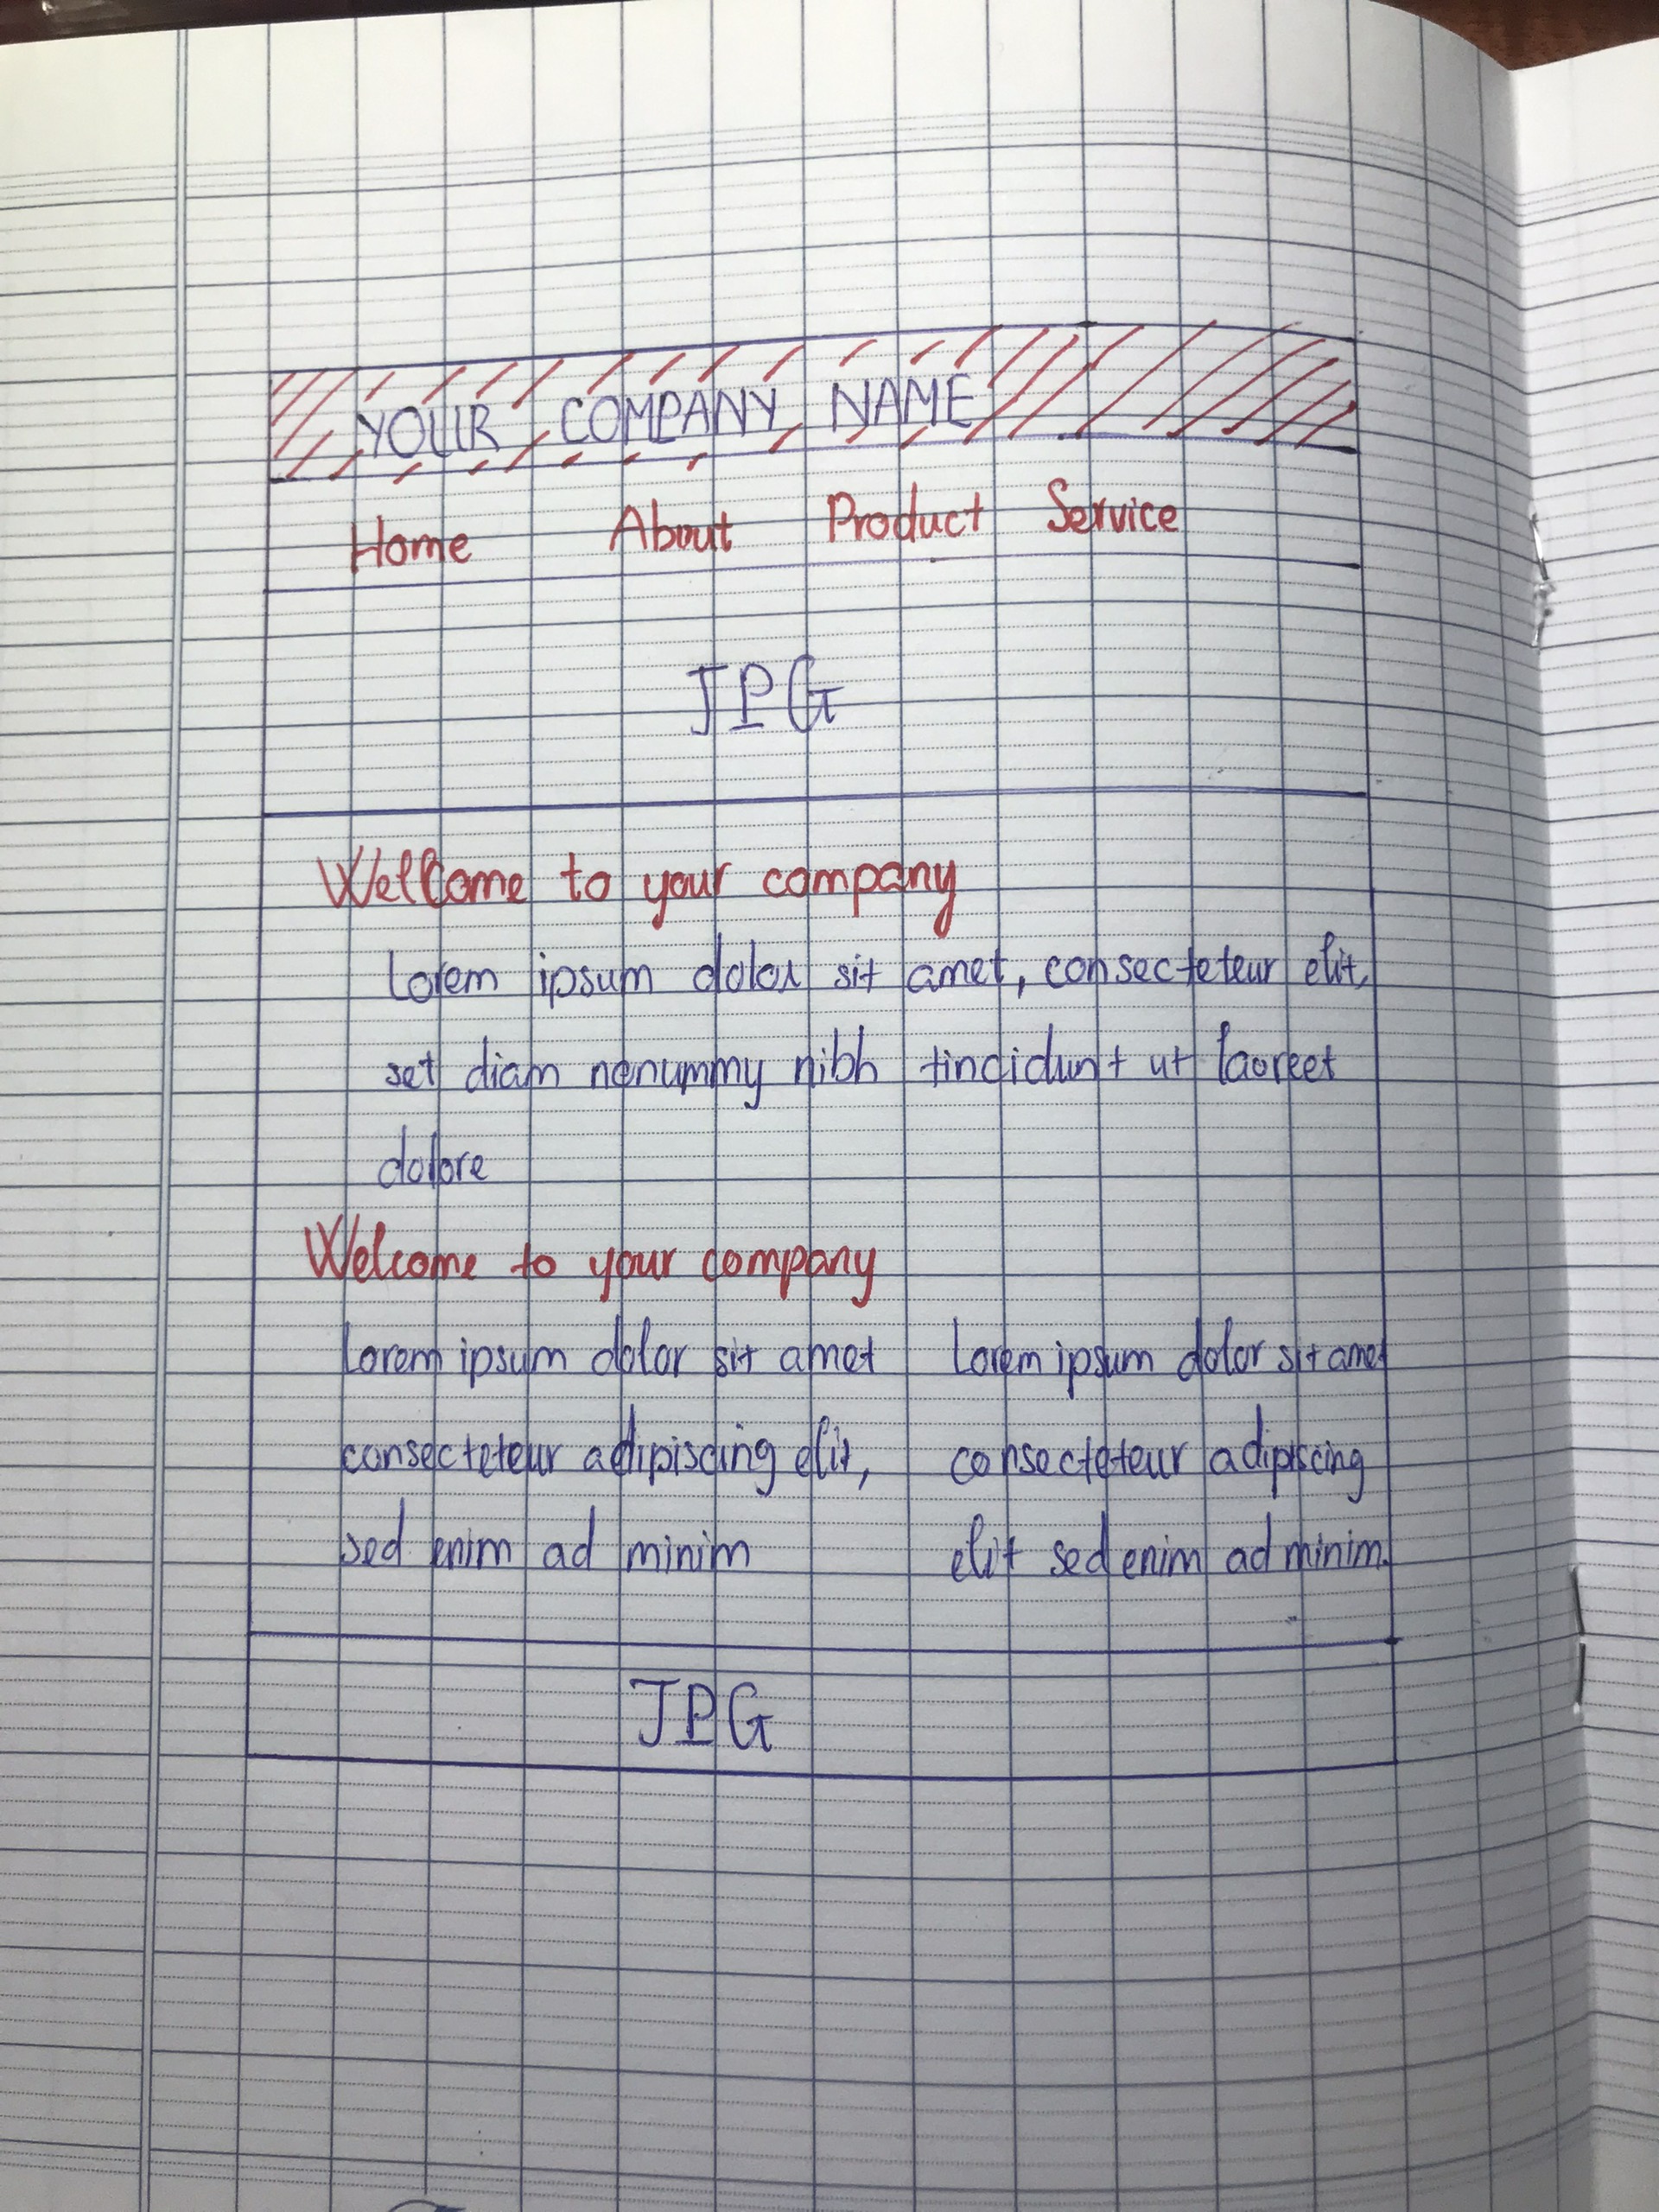 YOUR COMPANY NAME
Home About Product Service
JPG
Wellcome to your company
Lorem ipsum dolor sit amet, consecteteur elit,
set diam nonummy nibh tincidunt ut laoreet
dolore
Welcome to your company
Lorem ipsum dolor sit amet
consecteteur adipiscing elit,
sed enim ad minim
Lorem ipsum dolor sit amet
consecteteur adipiscing
elit sed enim ad minim.
JPG